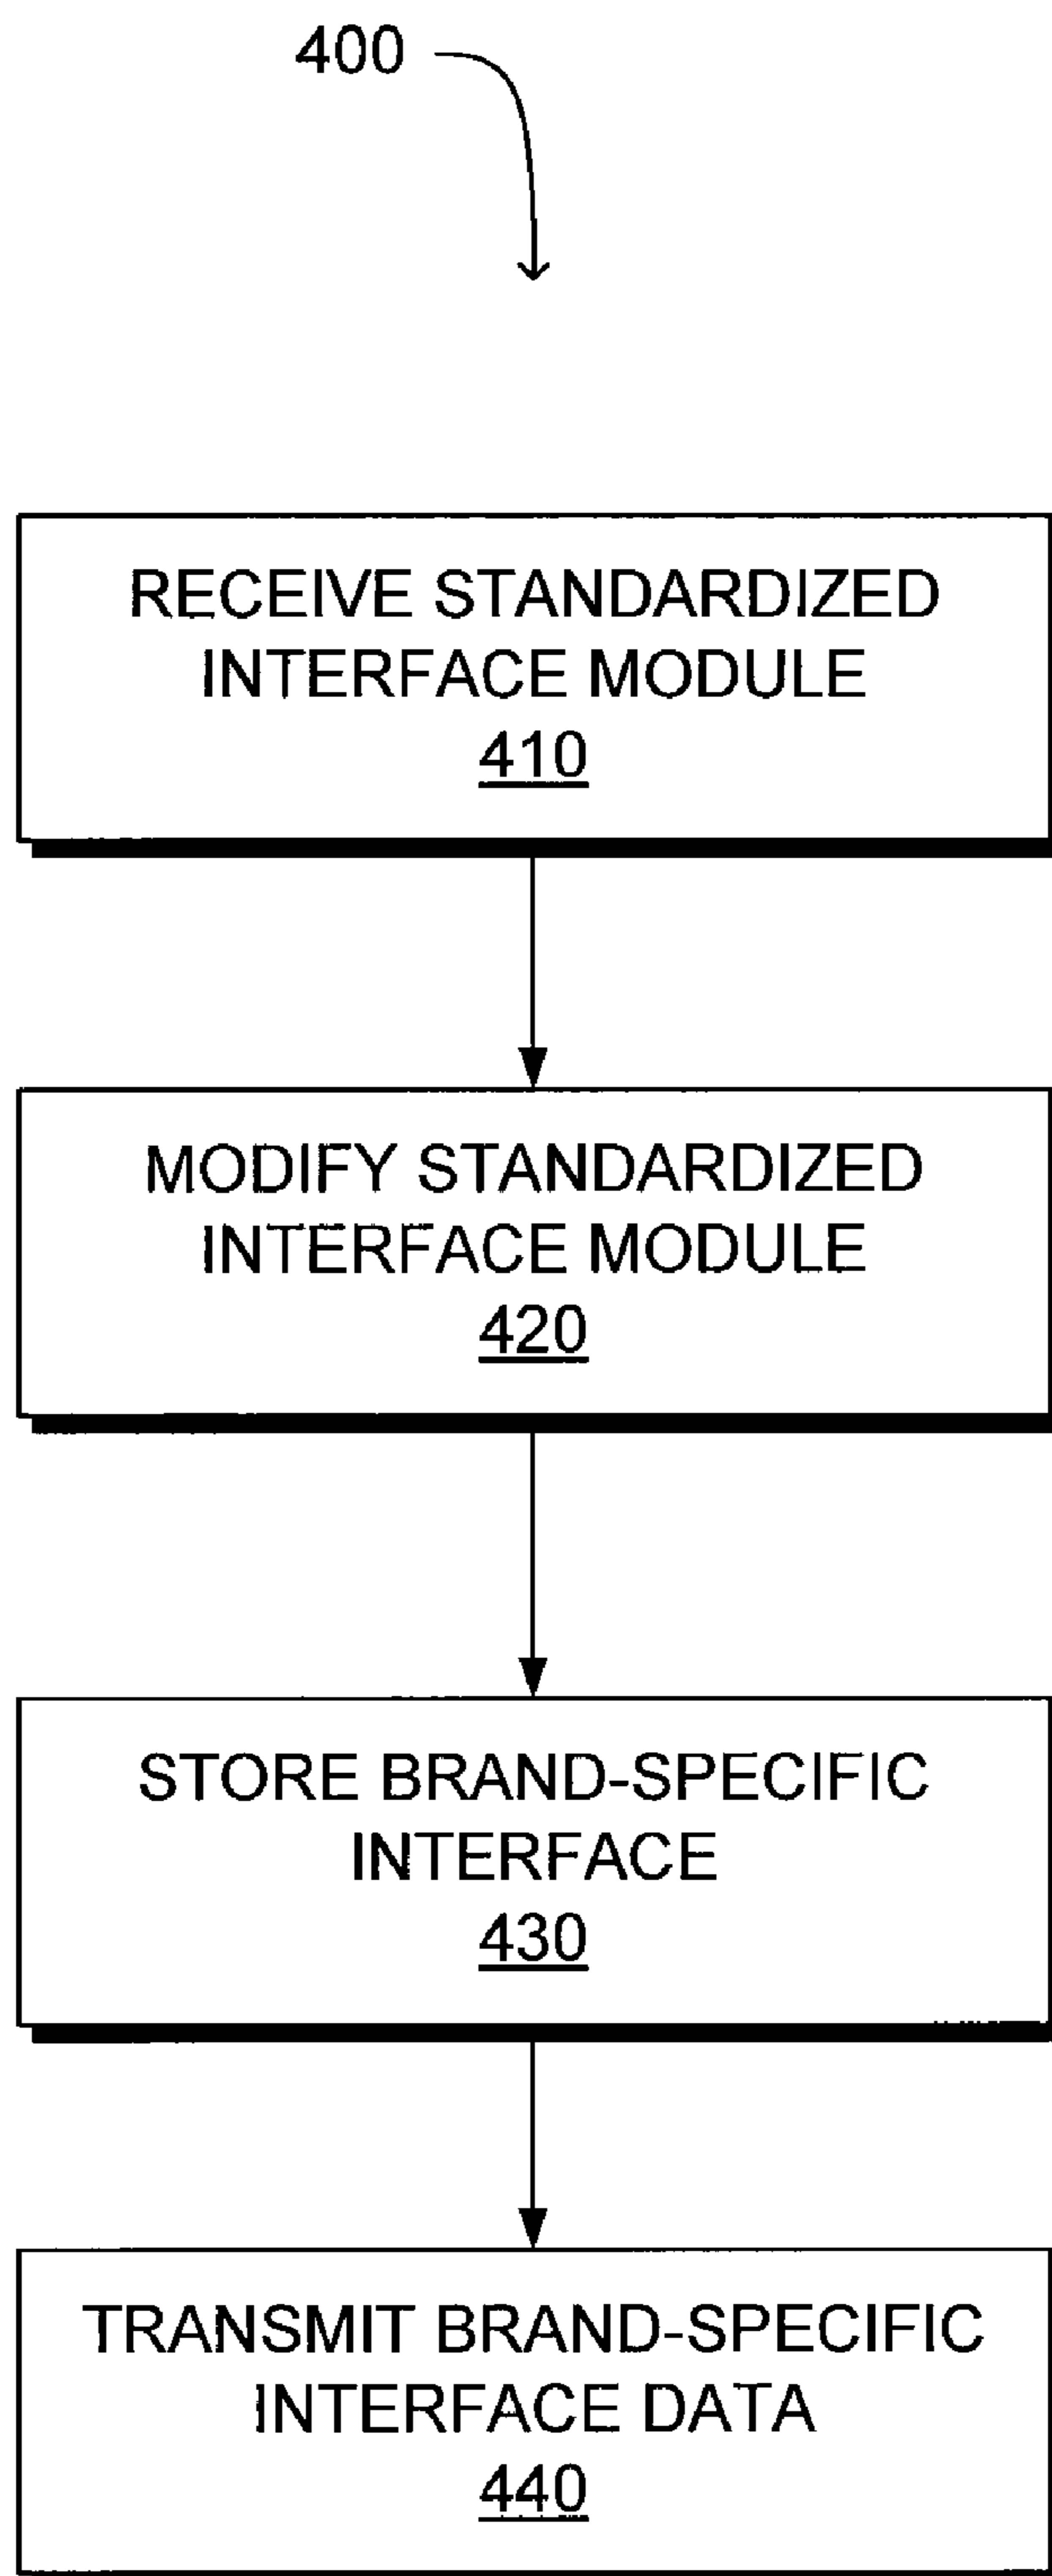 400
RECEIVE STANDARDIZED
INTERFACE MODULE
410
MODIFY STANDARDIZED
INTERFACE MODULE
420
STORE BRAND-SPECIFIC
INTERFACE
430
TRANSMIT BRAND-SPECIFIC
INTERFACE DATA
440